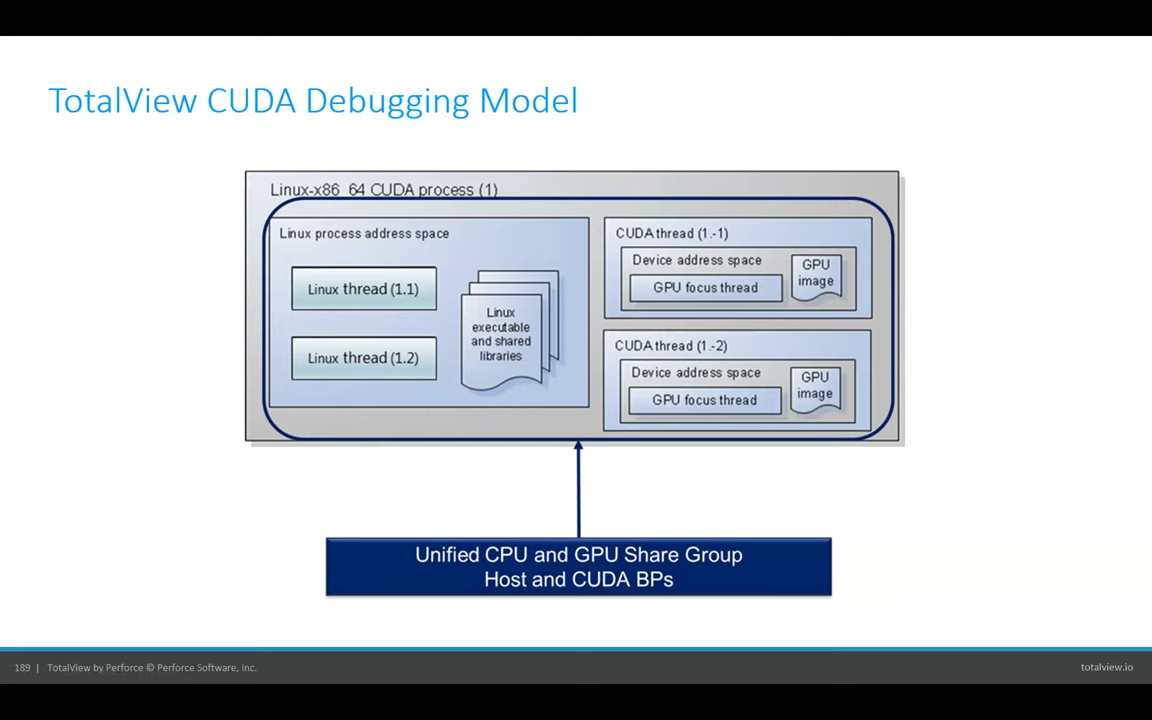 TotalView CUDA Debugging Model
Linux-x86_64 CUDA process (1)
Linux process address space
Linux thread (1.1)
Linux thread (1.2)
Linux
executable
and shared
libraries
CUDA thread (1.-1)
Device address space
GPU focus thread
GPU
image
CUDA thread (1.-2)
Device address space
GPU focus thread
GPU
image
Unified CPU and GPU Share Group
Host and CUDA BPs
189 | TotalView by Perforce © Perforce Software, Inc.
totalview.io